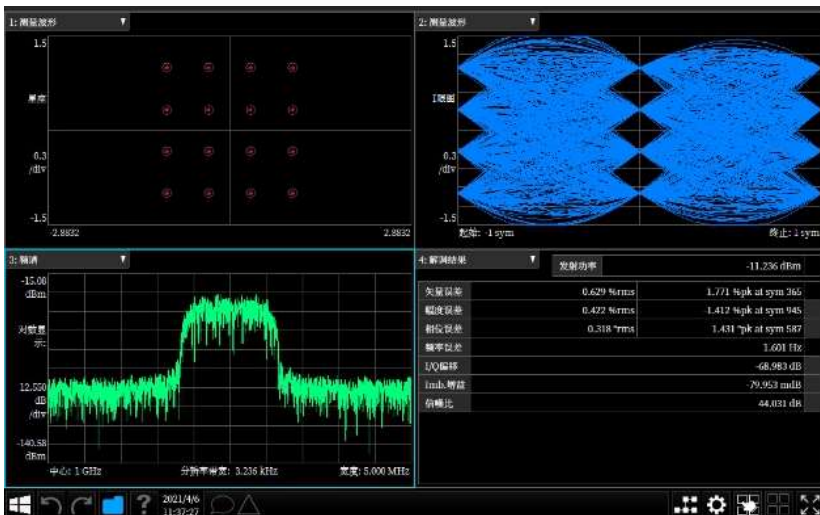 1: 测量波形
1.5
星座
0.3
/div
-1.5
-2.8832
2.8832
2: 测量波形
1.5
I眼图
0.3
/div
-1.5
起始: -1 sym
终止: 1 sym
3: 频谱
-15.08
dBm
对数显
示:
12.550
dB
/div
-140.58
dBm
中心: 1 GHz
分辨率带宽: 3.236 kHz
宽度: 5.000 MHz
4: 解调结果
发射功率 -11.236 dBm
矢量误差 0.629 %rms 1.771 %pk at sym 365
幅度误差 0.422 %rms -1.412 %pk at sym 945
相位误差 0.318 °rms 1.431 °pk at sym 587
频率误差 1.601 Hz
I/Q偏移 -68.983 dB
Imb.增益 -79.953 mdB
信噪比 44.031 dB
2021/4/6
11:37:27